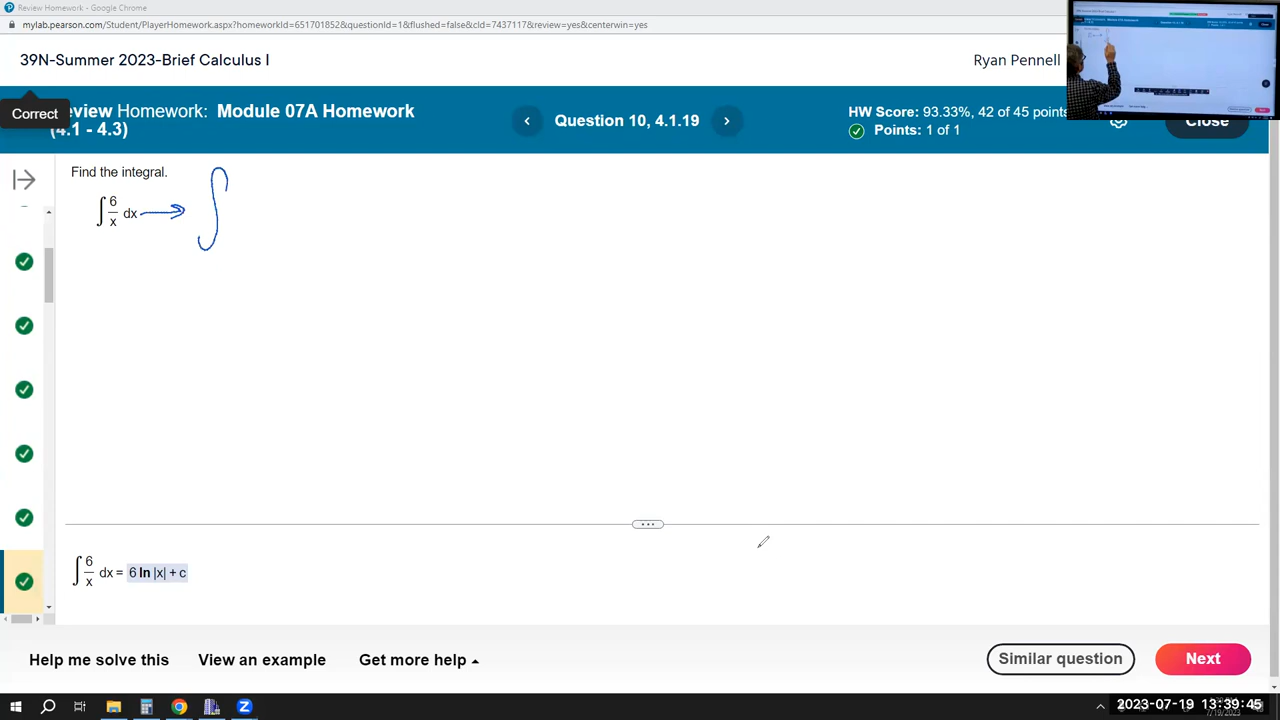 Review Homework - Google Chrome
mylab.pearson.com/Student/PlayerHomework.aspx?homeworkId=651701852&questionId=10&flushed=false&cId=7437117&review=yes&centerwin=yes
39N-Summer 2023-Brief Calculus I
Ryan Pennell
Correct
eview Homework: Module 07A Homework
(4.1 - 4.3)
Question 10, 4.1.19
HW Score: 93.33%, 42 of 45 points
Points: 1 of 1
Close
Find the integral.
∫ 6/x dx → ∫
∫ 6/x dx = 6 ln |x| + c
Help me solve this
View an example
Get more help
Similar question
Next
2023-07-19 13:39:45